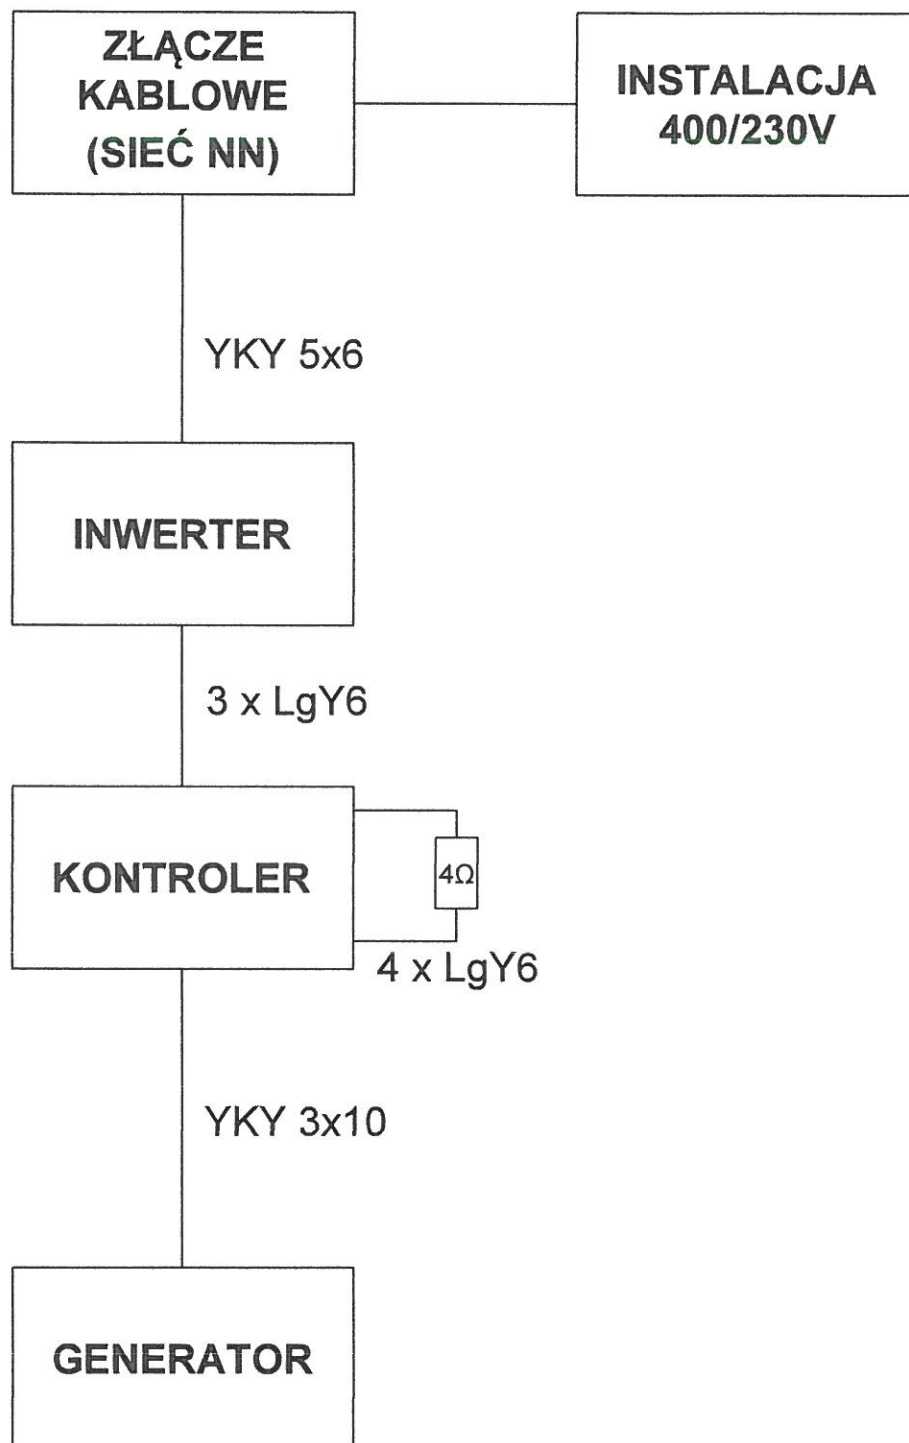 ZŁĄCZE
KABLOWE
(SIEĆ NN)
INSTALACJA
400/230V
YKY 5x6
INWERTER
3 x LgY6
KONTROLER
4Ω
4 x LgY6
YKY 3x10
GENERATOR